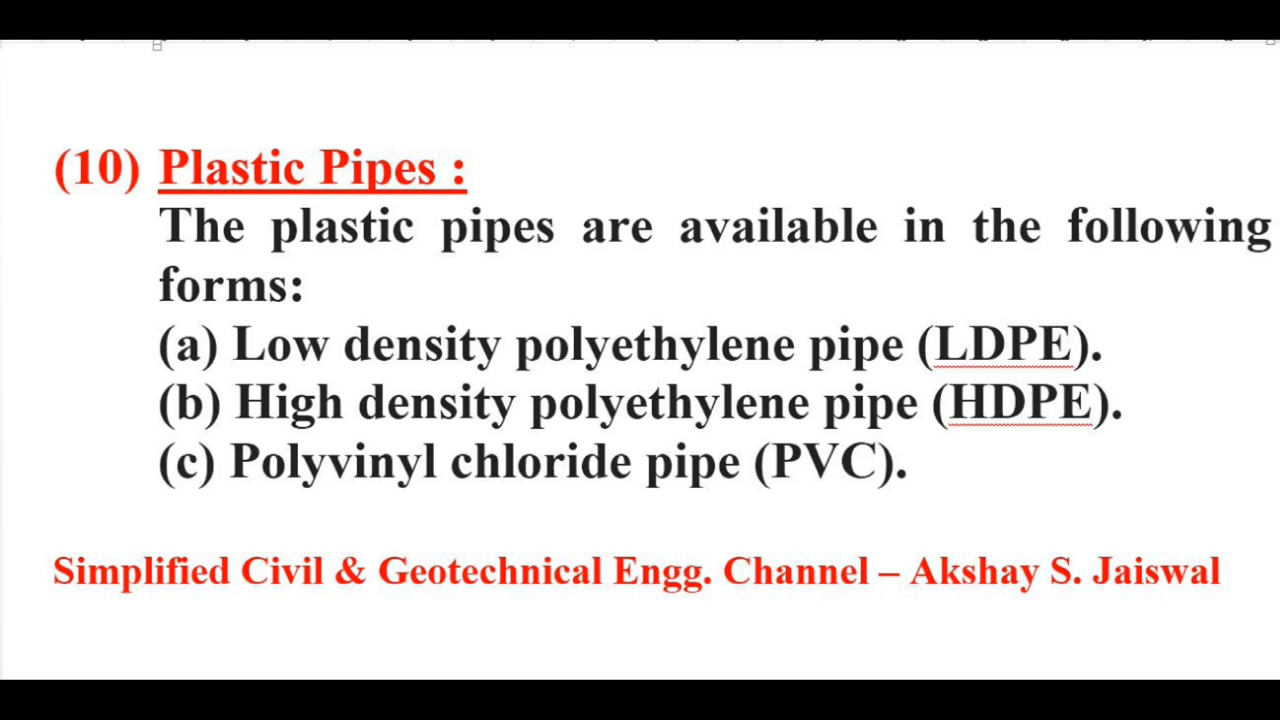 (10) Plastic Pipes :
The plastic pipes are available in the following
forms:
(a) Low density polyethylene pipe (LDPE).
(b) High density polyethylene pipe (HDPE).
(c) Polyvinyl chloride pipe (PVC).
Simplified Civil & Geotechnical Engg. Channel – Akshay S. Jaiswal